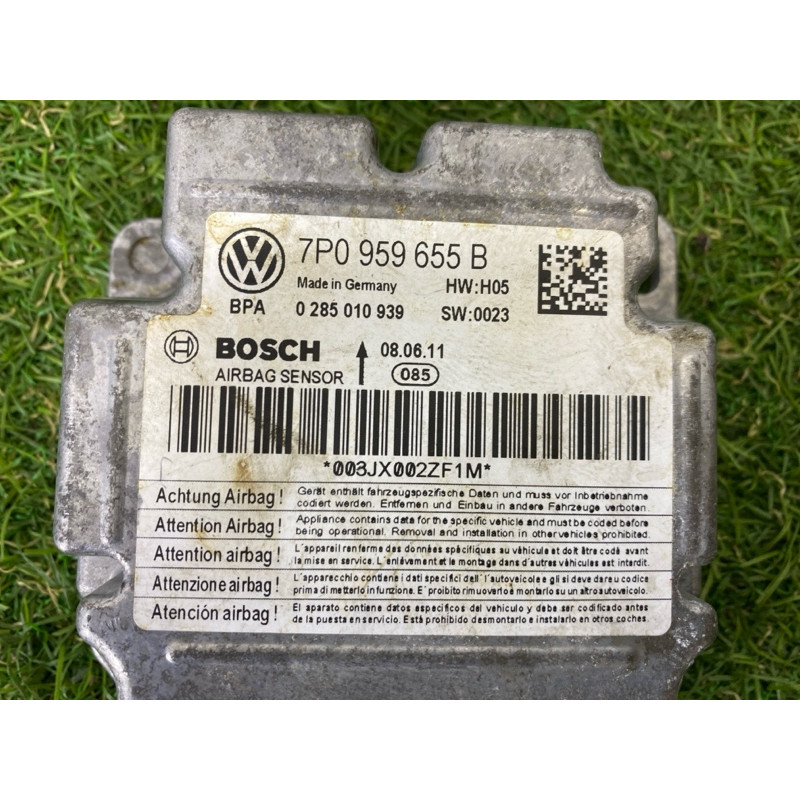 7P0 959 655 B
Made in Germany HW:H05
BPA 0 285 010 939 SW:0023
BOSCH 08.06.11
AIRBAG SENSOR 085
*003JX002ZF1M*
Achtung Airbag! Gerät enthält fahrzeugspezifische Daten und muss vor Inbetriebnahme
codiert werden. Entfernen und Einbau in andere Fahrzeuge verboten.
Attention Airbag! Appliance contains data for the specific vehicle and must be coded before
being operational. Removal and installation in other vehicles prohibited.
Attention airbag! L'appareil renferme des données spécifiques au véhicule et doit être codé avant
la mise en service. L'enlèvement et le montage dans d'autres véhicules est interdit.
Attenzione airbag! L'apparecchio contiene i dati specifici dell'autoveicolo e gli si deve dare u codice
prima di metterlo in funzione. E' proibito rimuoverlo e montarlo su un altro autoveicolo.
Atención airbag! El aparato contiene datos específicos del vehículo y debe ser codificado antes
de la puesta en servicio. Está prohibido desmontarlo e instalarlo en otros coches.